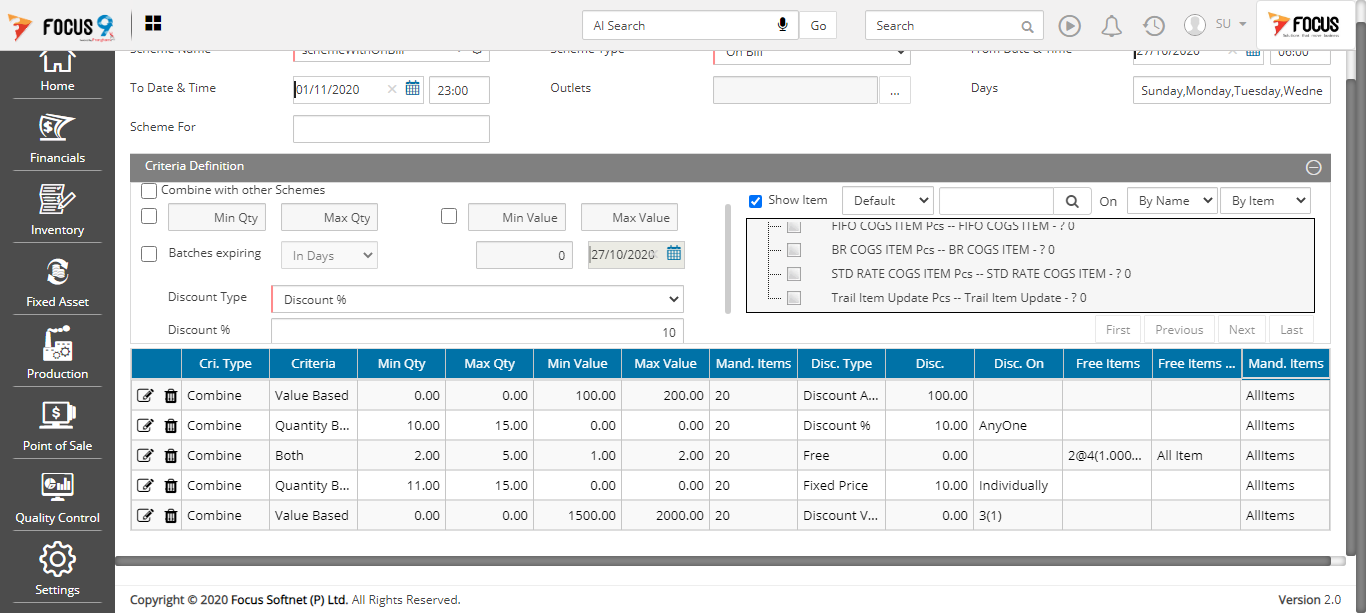 FOCUS 9
AI Search Go Search SU FOCUS
Scheme Name SchemeWithOnBill Scheme Type On Bill From Date & Time 27/10/2020 06:00
Home
To Date & Time 01/11/2020 23:00 Outlets ... Days Sunday,Monday,Tuesday,Wedne
Scheme For
Financials
Criteria Definition
Combine with other Schemes
Show Item Default On By Name By Item
Min Qty Max Qty Min Value Max Value
Inventory
FIFO COGS ITEM Pcs -- FIFO COGS ITEM - ? 0
BR COGS ITEM Pcs -- BR COGS ITEM - ? 0
Batches expiring In Days 0 27/10/2020
STD RATE COGS ITEM Pcs -- STD RATE COGS ITEM - ? 0
Fixed Asset
Discount Type Discount %
Trail Item Update Pcs -- Trail Item Update - ? 0
Discount % 10
First Previous Next Last
Cri. Type Criteria Min Qty Max Qty Min Value Max Value Mand. Items Disc. Type Disc. Disc. On Free Items Free Items ... Mand. Items
Production
Combine Value Based 0.00 0.00 100.00 200.00 20 Discount A... 100.00 AllItems
Combine Quantity B... 10.00 15.00 0.00 0.00 20 Discount % 10.00 AnyOne AllItems
Point of Sale
Combine Both 2.00 5.00 1.00 2.00 20 Free 0.00 2@4(1.000... All Item AllItems
Combine Quantity B... 11.00 15.00 0.00 0.00 20 Fixed Price 10.00 Individually AllItems
Combine Value Based 0.00 0.00 1500.00 2000.00 20 Discount V... 0.00 3(1) AllItems
Quality Control
Settings
Copyright © 2020 Focus Softnet (P) Ltd. All Rights Reserved. Version 2.0